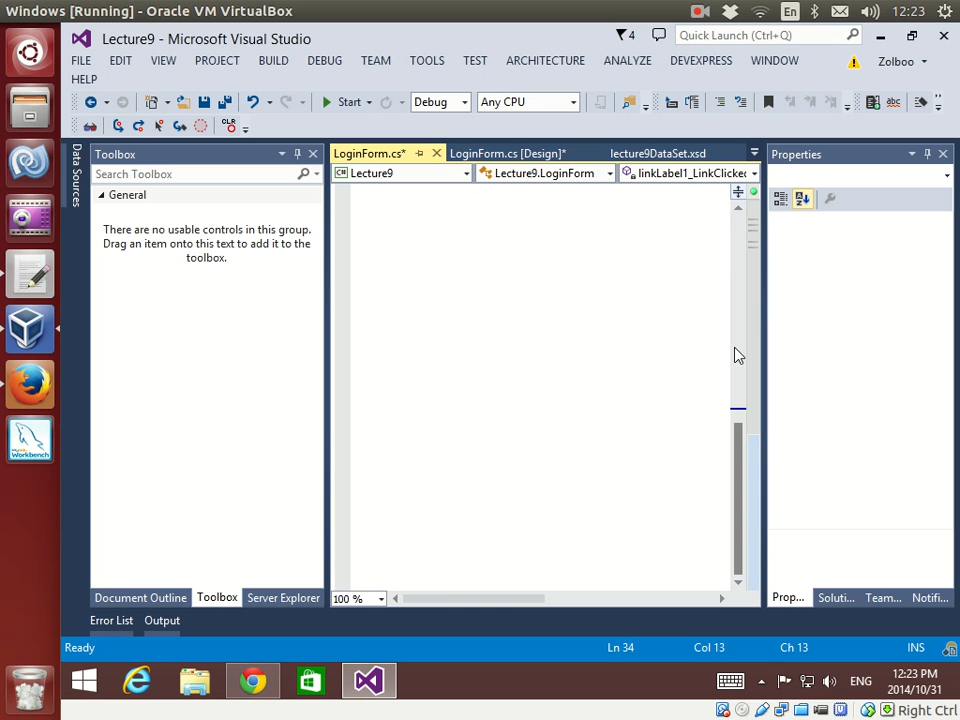 Windows [Running] - Oracle VM VirtualBox
En
12:23
Lecture9 - Microsoft Visual Studio
4
Quick Launch (Ctrl+Q)
FILE EDIT VIEW PROJECT BUILD DEBUG TEAM TOOLS TEST ARCHITECTURE ANALYZE DEVEXPRESS WINDOW
Zolboo
HELP
Start
Debug
Any CPU
abc
CLR
Data Sources
Toolbox
LoginForm.cs*
LoginForm.cs [Design]*
lecture9DataSet.xsd
Properties
Search Toolbox
C#
Lecture9
Lecture9.LoginForm
linkLabel1_LinkClicked
General
There are no usable controls in this group.
Drag an item onto this text to add it to the
toolbox.
MySQL
Workbench
100 %
Document Outline
Toolbox
Server Explorer
Prop...
Soluti...
Team...
Notifi...
Error List
Output
Ready
Ln 34
Col 13
Ch 13
INS
ENG
12:23 PM
2014/10/31
Right Ctrl